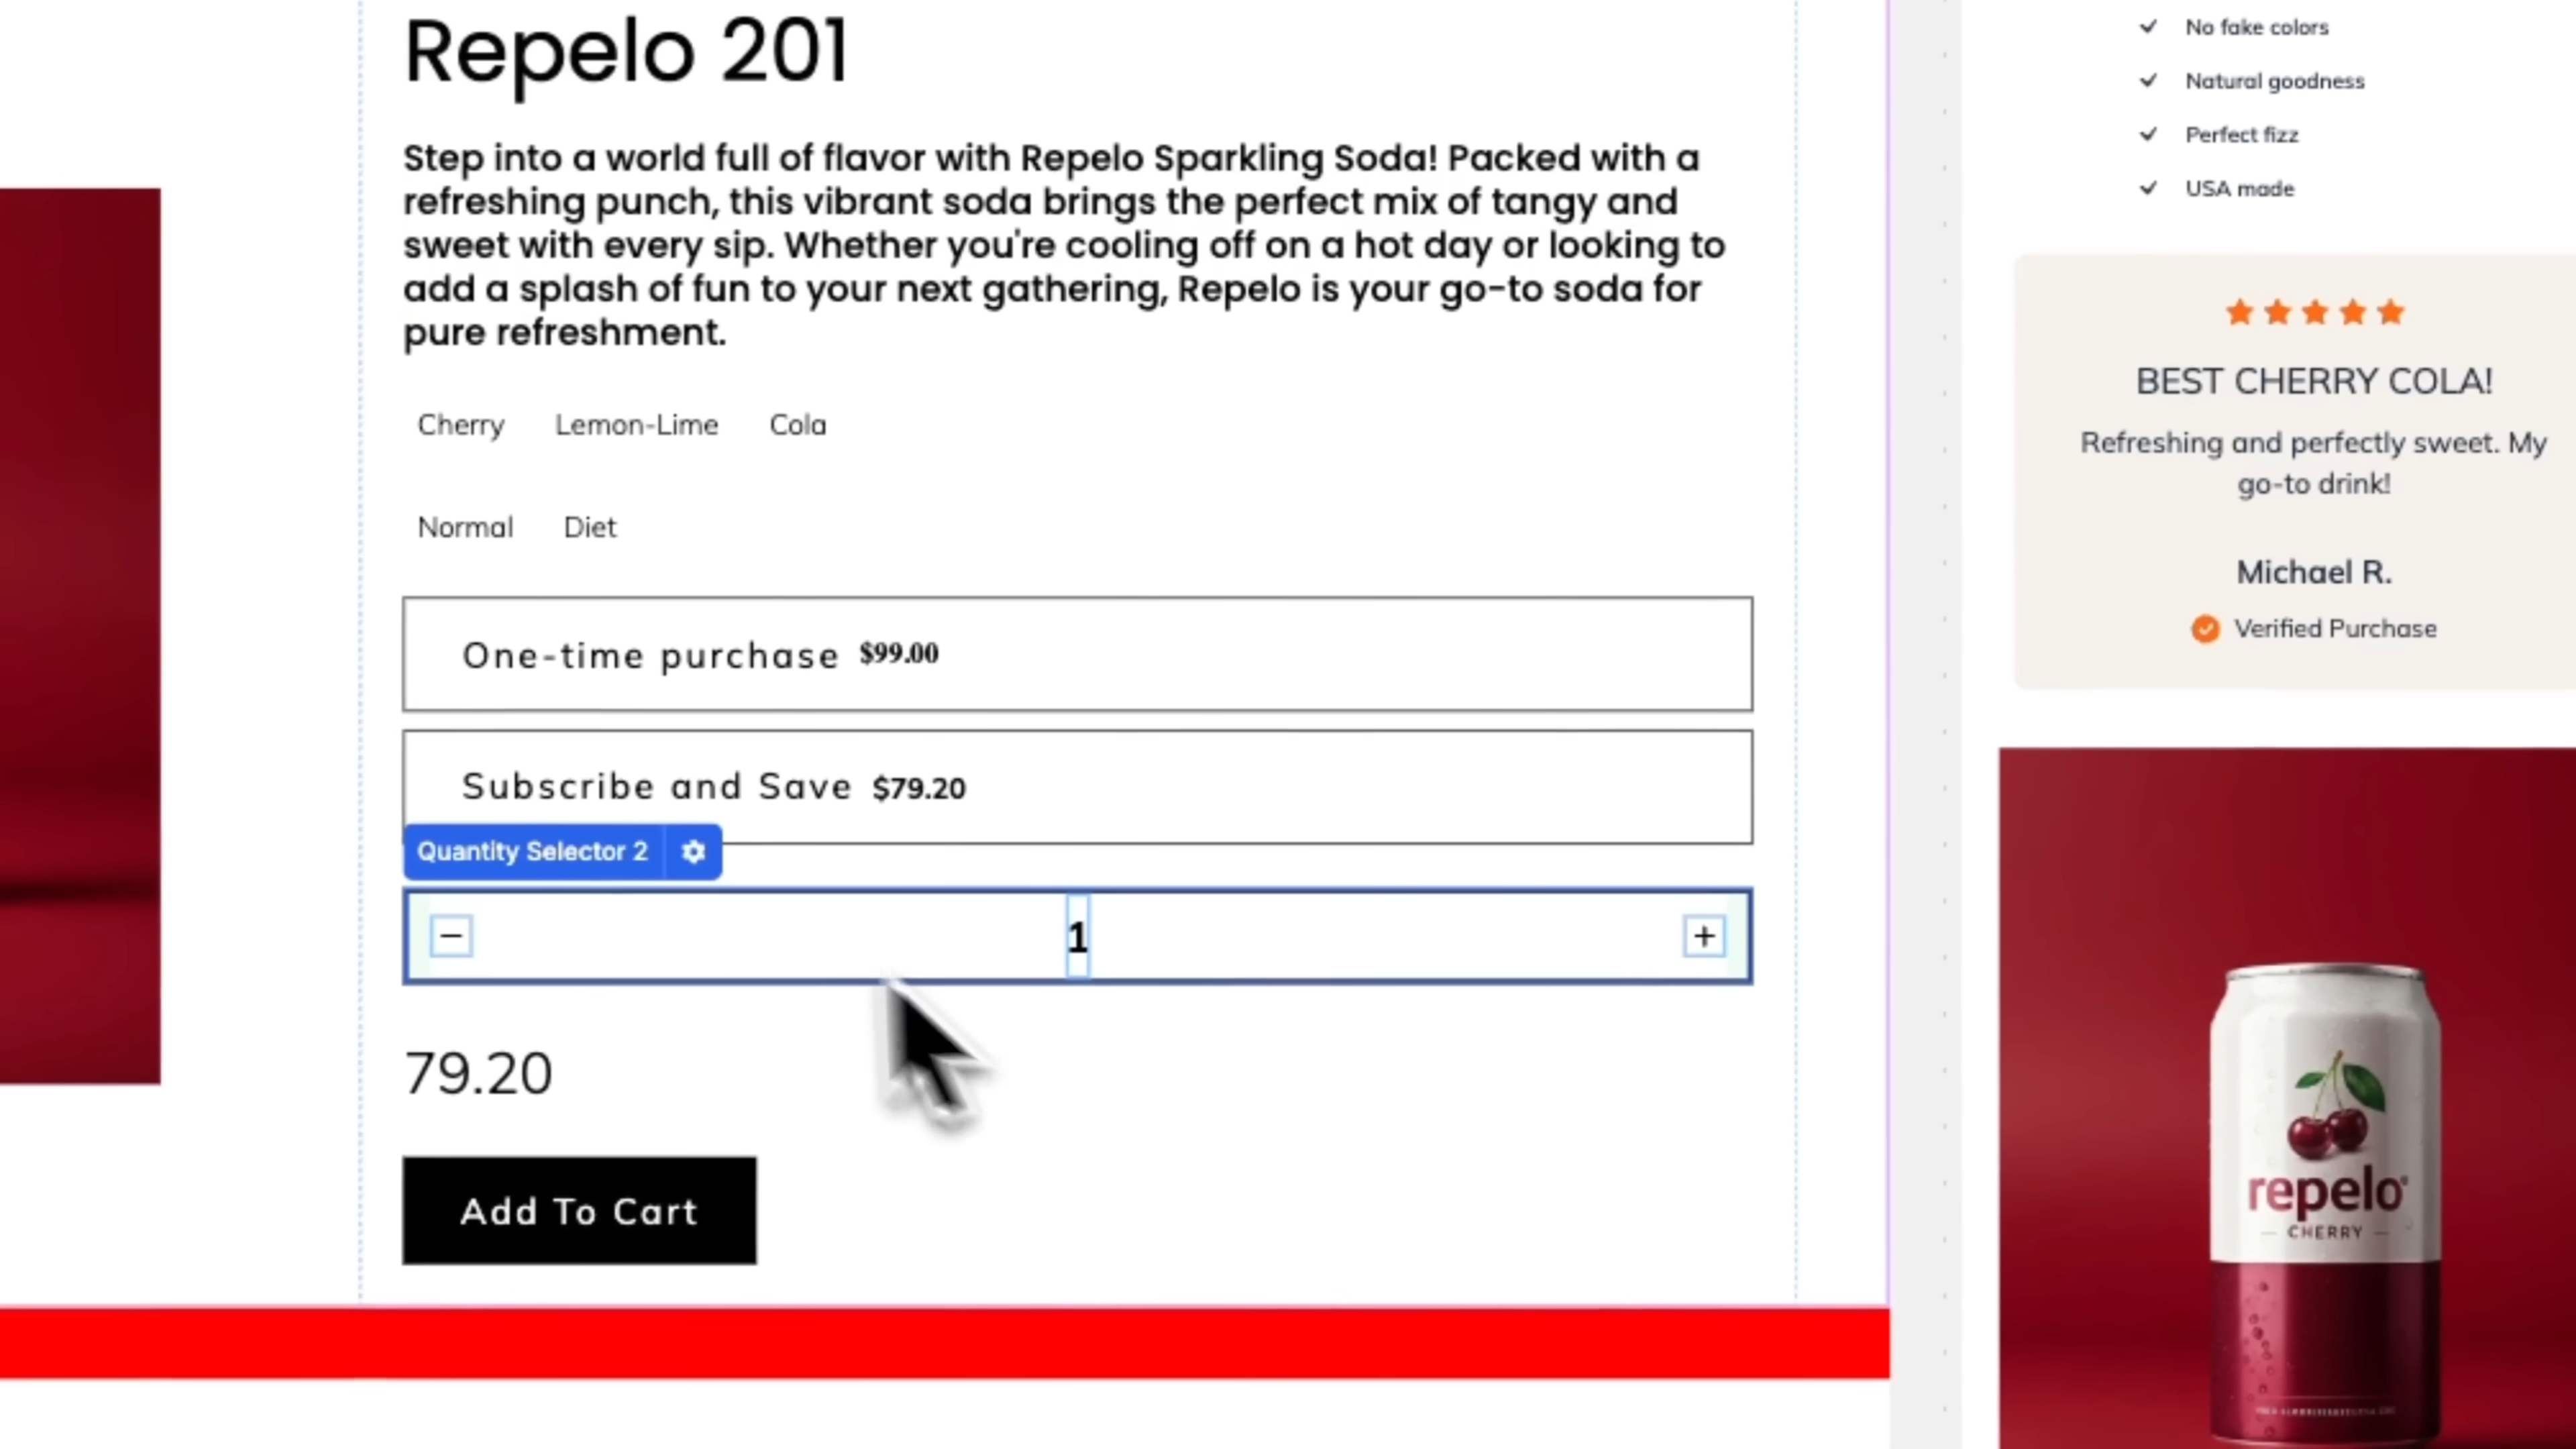 Repelo 201
Step into a world full of flavor with Repelo Sparkling Soda! Packed with a
refreshing punch, this vibrant soda brings the perfect mix of tangy and
sweet with every sip. Whether you're cooling off on a hot day or looking to
add a splash of fun to your next gathering, Repelo is your go-to soda for
pure refreshment.
Cherry Lemon-Lime Cola
Normal Diet
One-time purchase $99.00
Subscribe and Save $79.20
Quantity Selector 2
− 1 +
79.20
Add To Cart
No fake colors
Natural goodness
Perfect fizz
USA made
BEST CHERRY COLA!
Refreshing and perfectly sweet. My
go-to drink!
Michael R.
Verified Purchase
repelo
CHERRY